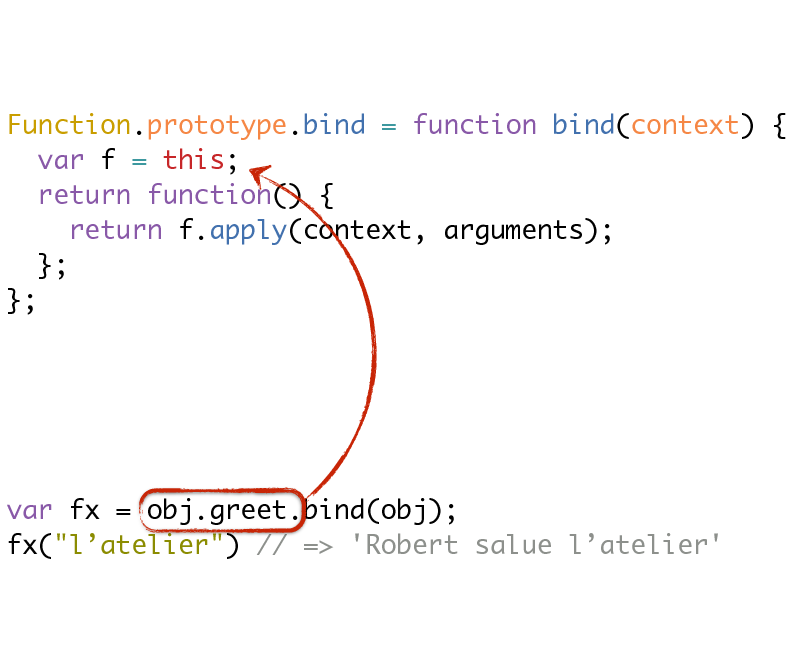 Function.prototype.bind = function bind(context) {
  var f = this;
  return function() {
    return f.apply(context, arguments);
  };
};
var fx = obj.greet.bind(obj);
fx("l’atelier") // => 'Robert salue l’atelier'